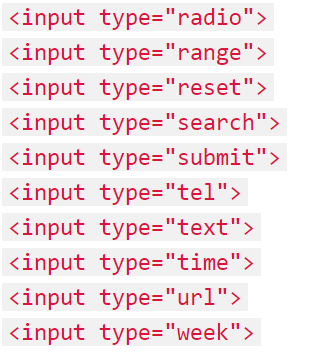 <input type="radio">
<input type="range">
<input type="reset">
<input type="search">
<input type="submit">
<input type="tel">
<input type="text">
<input type="time">
<input type="url">
<input type="week">